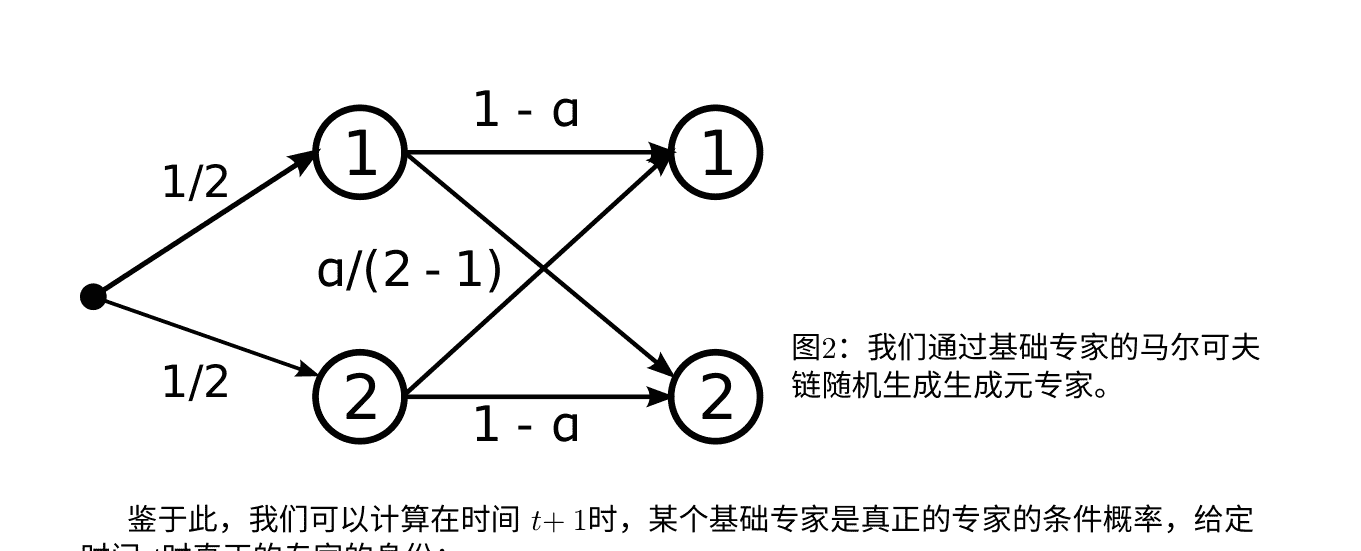 1 - a
1
1
1/2
a/(2 - 1)
1/2
2
2
1 - a
图2：我们通过基础专家的马尔可夫
链随机生成生成元专家。
鉴于此，我们可以计算在时间 t+ 1时，某个基础专家是真正的专家的条件概率，给定